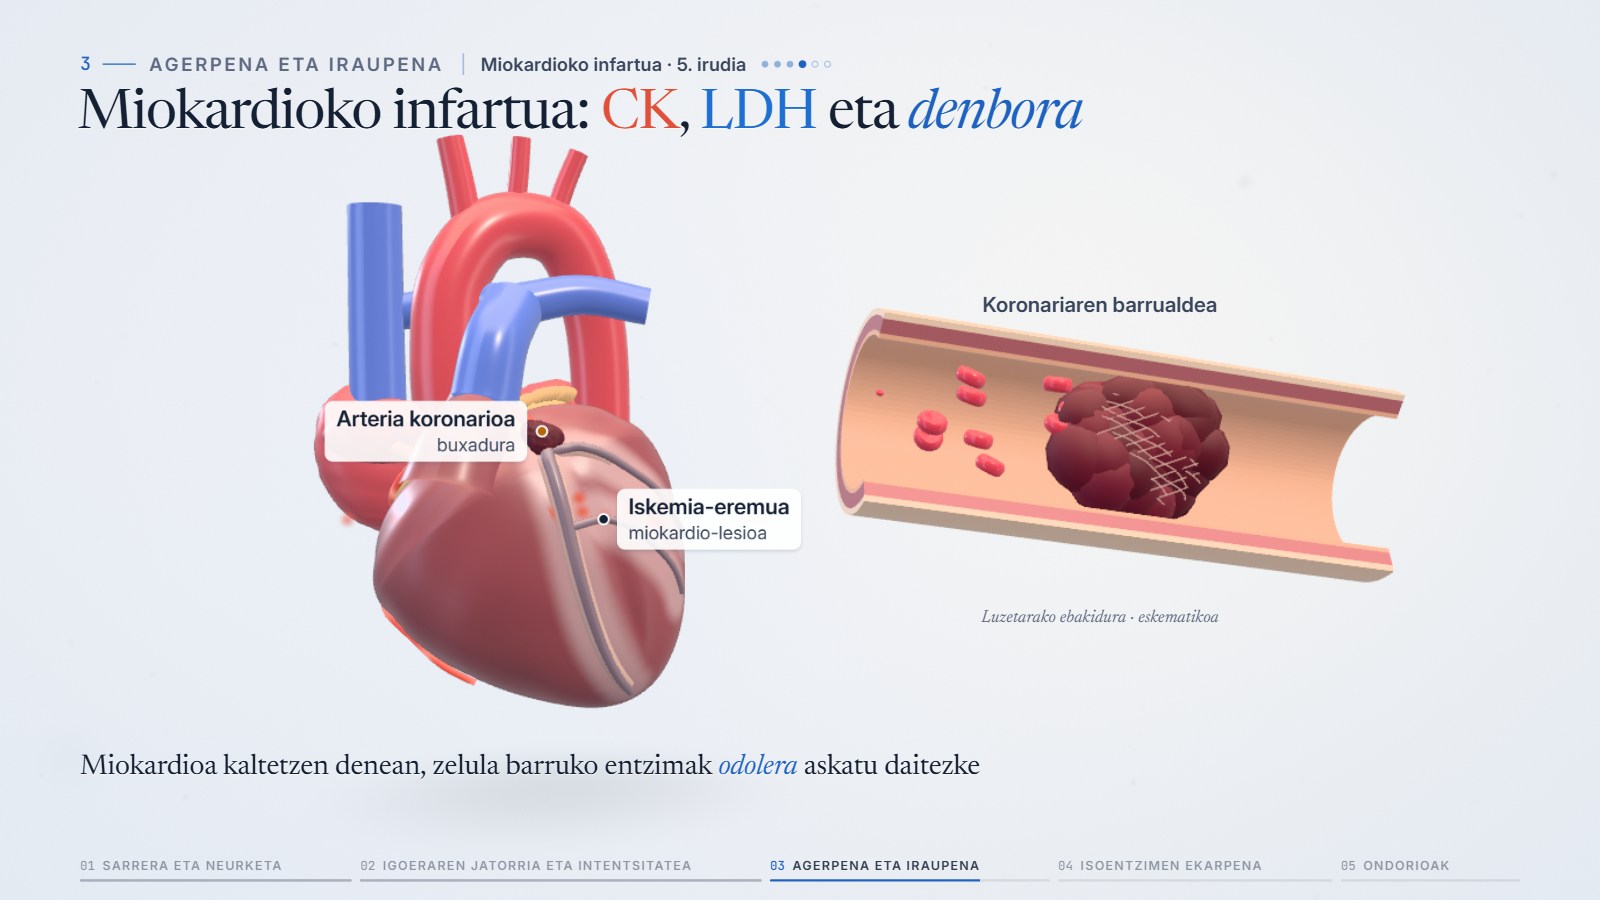 3 — AGERPENA ETA IRAUPENA | Miokardioko infartua · 5. irudia
Miokardioko infartua: CK, LDH eta denbora
Koronariaren barrualdea
Arteria koronarioa
buxadura
Iskemia-eremua
miokardio-lesioa
Luzetarako ebakidura · eskematikoa
Miokardioa kaltetzen denean, zelula barruko entzimak odolera askatu daitezke
01 SARRERA ETA NEURKETA
02 IGOERAREN JATORRIA ETA INTENTSITATEA
03 AGERPENA ETA IRAUPENA
04 ISOENTZIMEN EKARPENA
05 ONDORIOAK